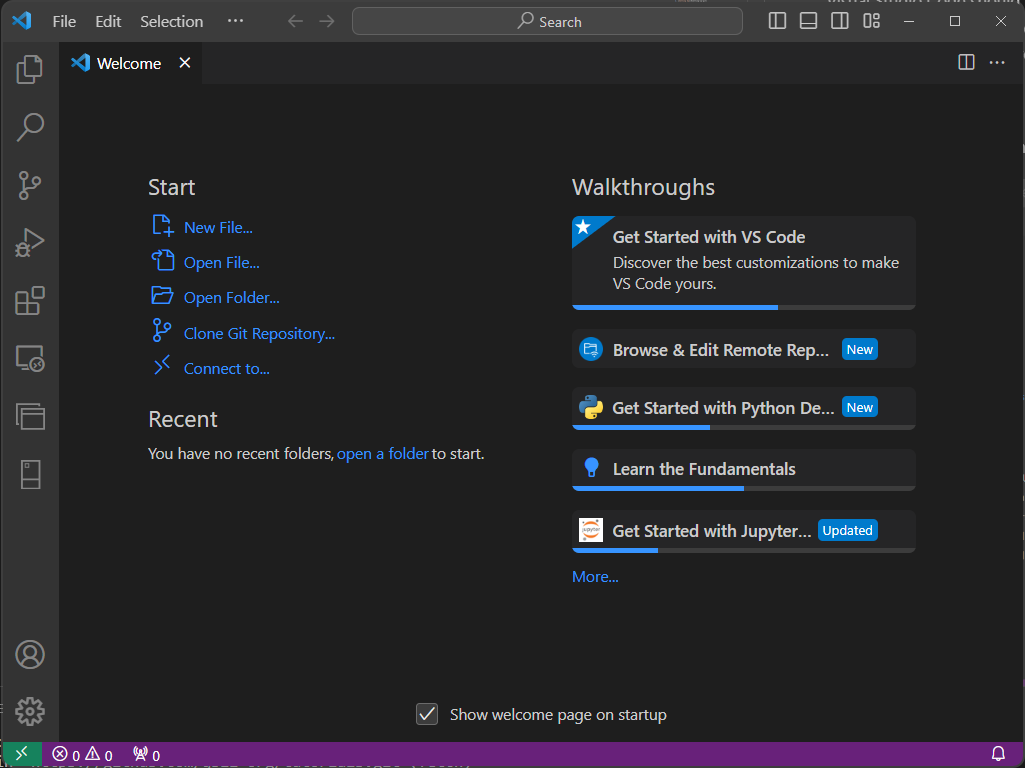 File Edit Selection ··· Search
Welcome
Start
New File...
Open File...
Open Folder...
Clone Git Repository...
Connect to...
Recent
You have no recent folders, open a folder to start.
Walkthroughs
Get Started with VS Code
Discover the best customizations to make
VS Code yours.
Browse & Edit Remote Rep... New
Get Started with Python De... New
Learn the Fundamentals
jupyter Get Started with Jupyter... Updated
More...
Show welcome page on startup
0 0 0